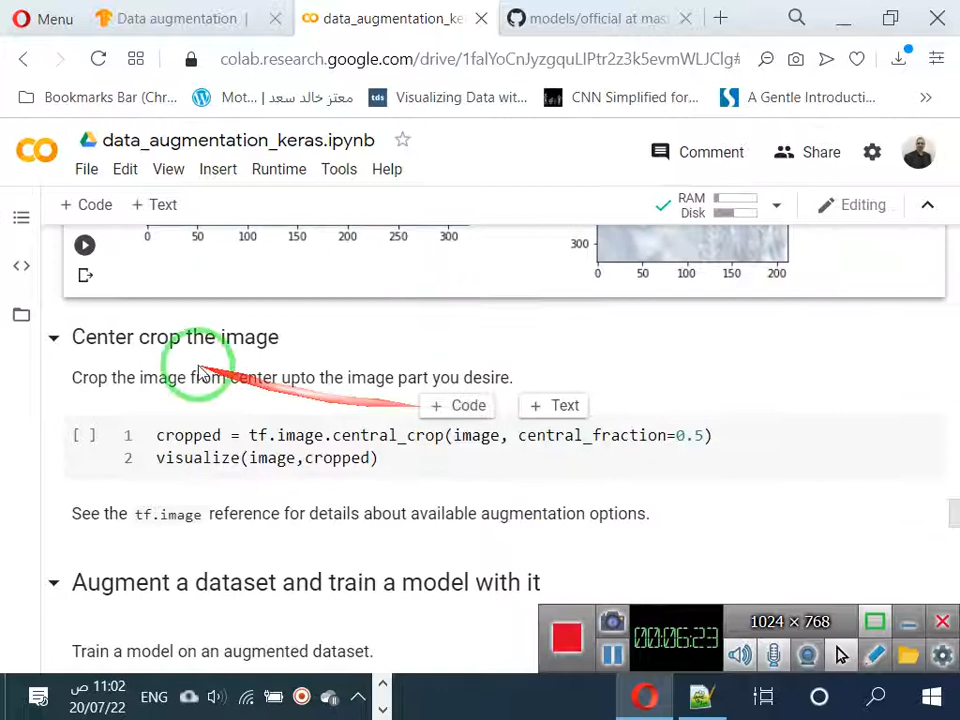 Menu
Data augmentation |
data_augmentation_ke
models/official at mas
colab.research.google.com/drive/1falYoCnJyzgquLlPtr2z3k5evmWLJClg#
Bookmarks Bar (Chr...
معتز خالد سعد | Mot...
tds
Visualizing Data wit...
CNN Simplified for...
A Gentle Introducti...
data_augmentation_keras.ipynb
Comment
Share
File Edit View Insert Runtime Tools Help
+ Code + Text
RAM
Disk
Editing
0 50 100 150 200 250 300
300
0 50 100 150 200
Center crop the image
Crop the image from center upto the image part you desire.
+ Code + Text
[ ] 1 cropped = tf.image.central_crop(image, central_fraction=0.5)
2 visualize(image,cropped)
See the tf.image reference for details about available augmentation options.
Augment a dataset and train a model with it
Train a model on an augmented dataset.
00:06:23
1024 × 768
11:02 ص
20/07/22
ENG